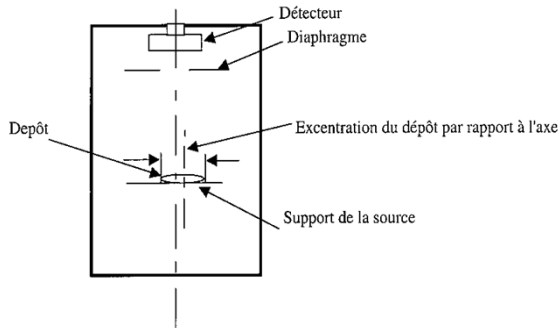 Détecteur
Diaphragme
Depôt
Excentration du dépôt par rapport à l'axe
Support de la source